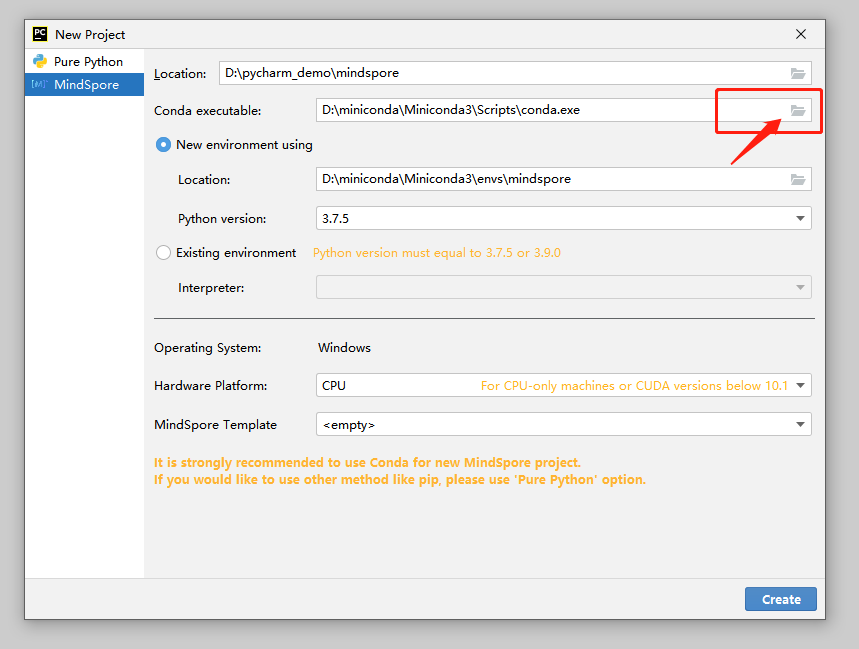 PC New Project
Pure Python
[M] MindSpore
Location: D:\pycharm_demo\mindspore
Conda executable: D:\miniconda\Miniconda3\Scripts\conda.exe
New environment using
Location: D:\miniconda\Miniconda3\envs\mindspore
Python version: 3.7.5
Existing environment Python version must equal to 3.7.5 or 3.9.0
Interpreter:
Operating System: Windows
Hardware Platform: CPU For CPU-only machines or CUDA versions below 10.1
MindSpore Template <empty>
It is strongly recommended to use Conda for new MindSpore project.
If you would like to use other method like pip, please use 'Pure Python' option.
Create